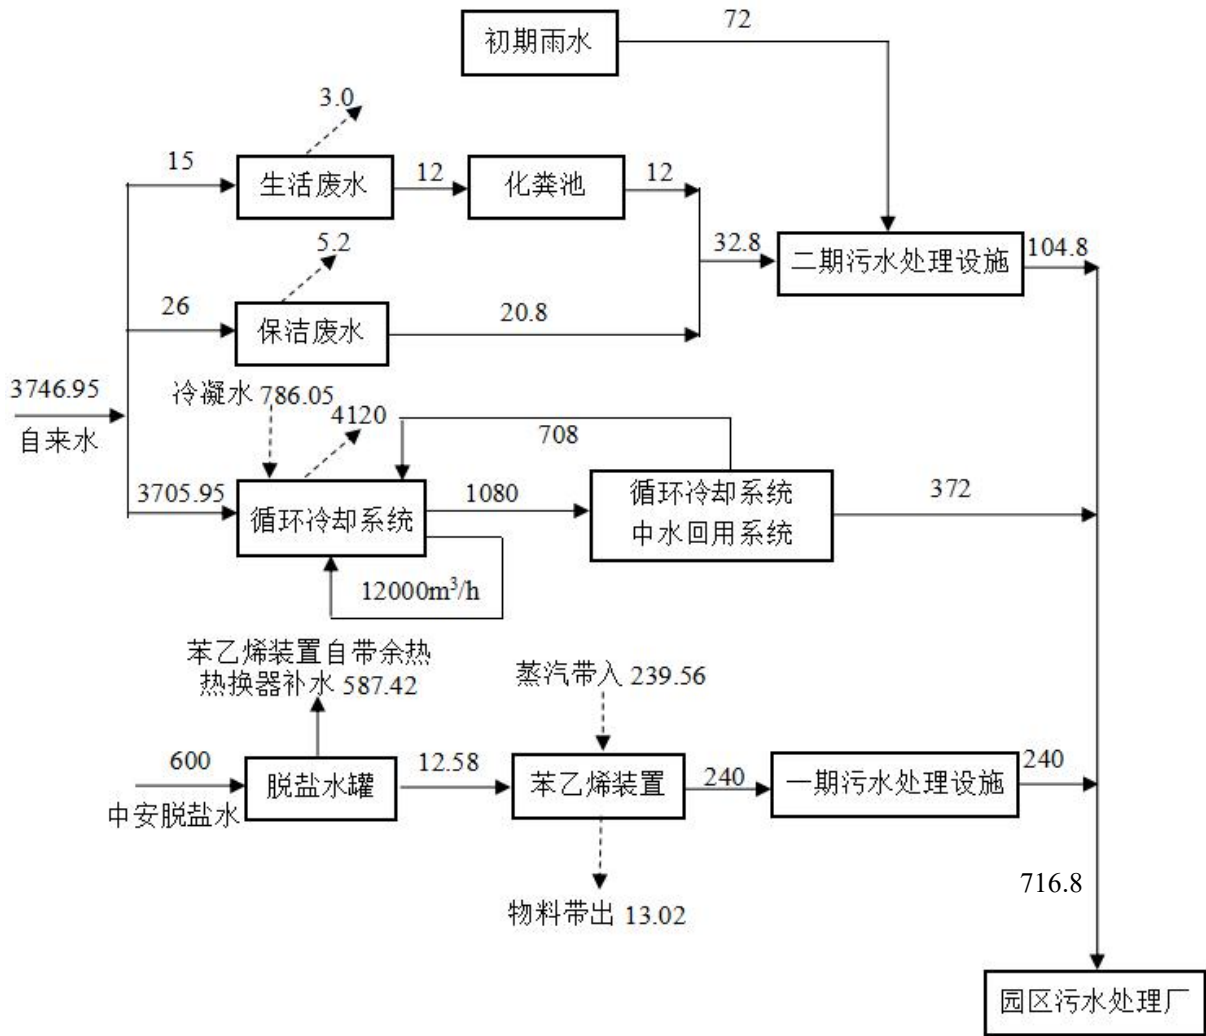 72
初期雨水
3.0
15
生活废水
12
化粪池
12
5.2
32.8
二期污水处理设施
104.8
26
保洁废水
20.8
3746.95
自来水
冷凝水 786.05
4120
708
3705.95
循环冷却系统
1080
循环冷却系统
中水回用系统
372
12000m³/h
苯乙烯装置自带余热
热换器补水 587.42
蒸汽带入 239.56
600
中安脱盐水
脱盐水罐
12.58
苯乙烯装置
240
一期污水处理设施
240
物料带出 13.02
716.8
园区污水处理厂